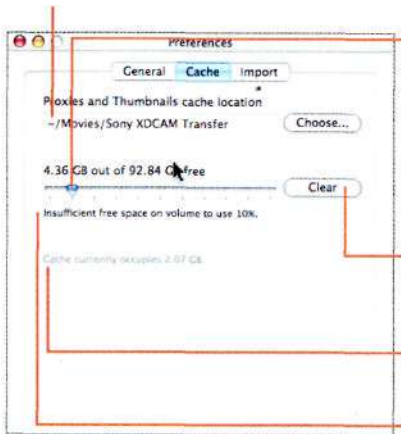 Preferences
General Cache Import
Proxies and Thumbnails cache location
~/Movies/Sony XDCAM Transfer Choose...
4.36 GB out of 92.84 GB free
Clear
Insufficient free space on volume to use 10%.
Cache currently occupies 2.07 GB.